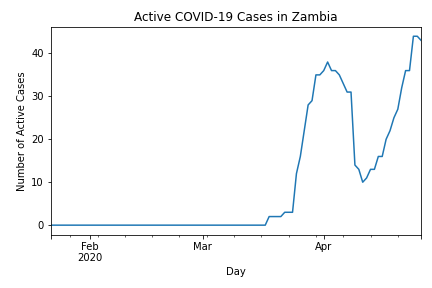 Active COVID-19 Cases in Zambia
Number of Active Cases
40
30
20
10
0
Feb
2020
Mar
Apr
Day